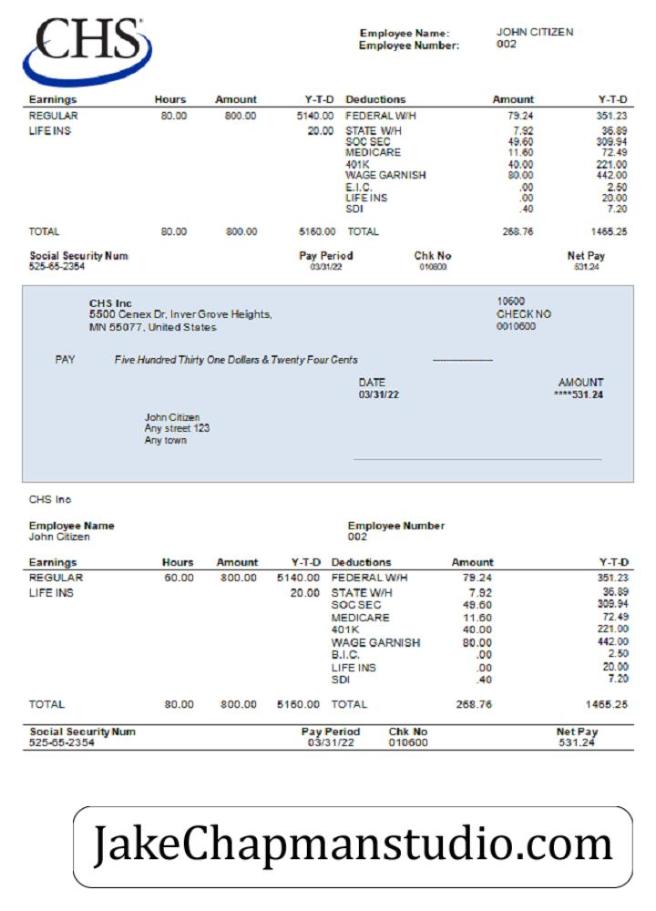 CHS
Employee Name: JOHN CITIZEN
Employee Number: 002
Earnings Hours Amount Y-T-D Deductions Amount Y-T-D
REGULAR 80.00 800.00 5140.00 FEDERAL W/H 79.24 351.23
LIFE INS 20.00 STATE W/H 7.92 36.89
SOC SEC 49.60 309.94
MEDICARE 11.60 72.49
401K 40.00 221.00
WAGE GARNISH 80.00 442.00
E.I.C. .00 2.50
LIFE INS .00 20.00
SDI .40 7.20
TOTAL 80.00 800.00 5160.00 TOTAL 268.76 1465.25
Social Security Num Pay Period Chk No Net Pay
525-65-2354 03/31/22 010600 531.24
CHS Inc 10600
5500 Cenex Dr, Inver Grove Heights, CHECK NO
MN 55077, United States 0010600
PAY Five Hundred Thirty One Dollars & Twenty Four Cents
DATE AMOUNT
03/31/22 ****531.24
John Citizen
Any street 123
Any town
CHS Inc
Employee Name Employee Number
John Citizen 002
Earnings Hours Amount Y-T-D Deductions Amount Y-T-D
REGULAR 60.00 800.00 5140.00 FEDERAL W/H 79.24 351.23
LIFE INS 20.00 STATE W/H 7.92 36.89
SOC SEC 49.60 309.94
MEDICARE 11.60 72.49
401K 40.00 221.00
WAGE GARNISH 80.00 442.00
B.I.C. .00 2.50
LIFE INS .00 20.00
SDI .40 7.20
TOTAL 80.00 800.00 5160.00 TOTAL 268.76 1465.25
Social Security Num Pay Period Chk No Net Pay
525-65-2354 03/31/22 010600 531.24
JakeChapmanstudio.com